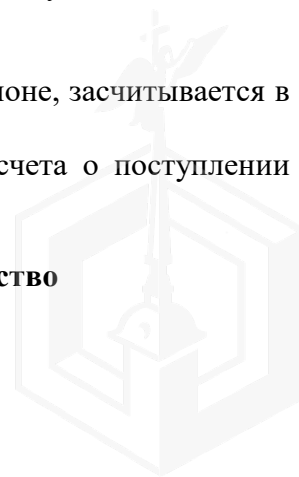 оне, засчитывается в
счета о поступлении
ство